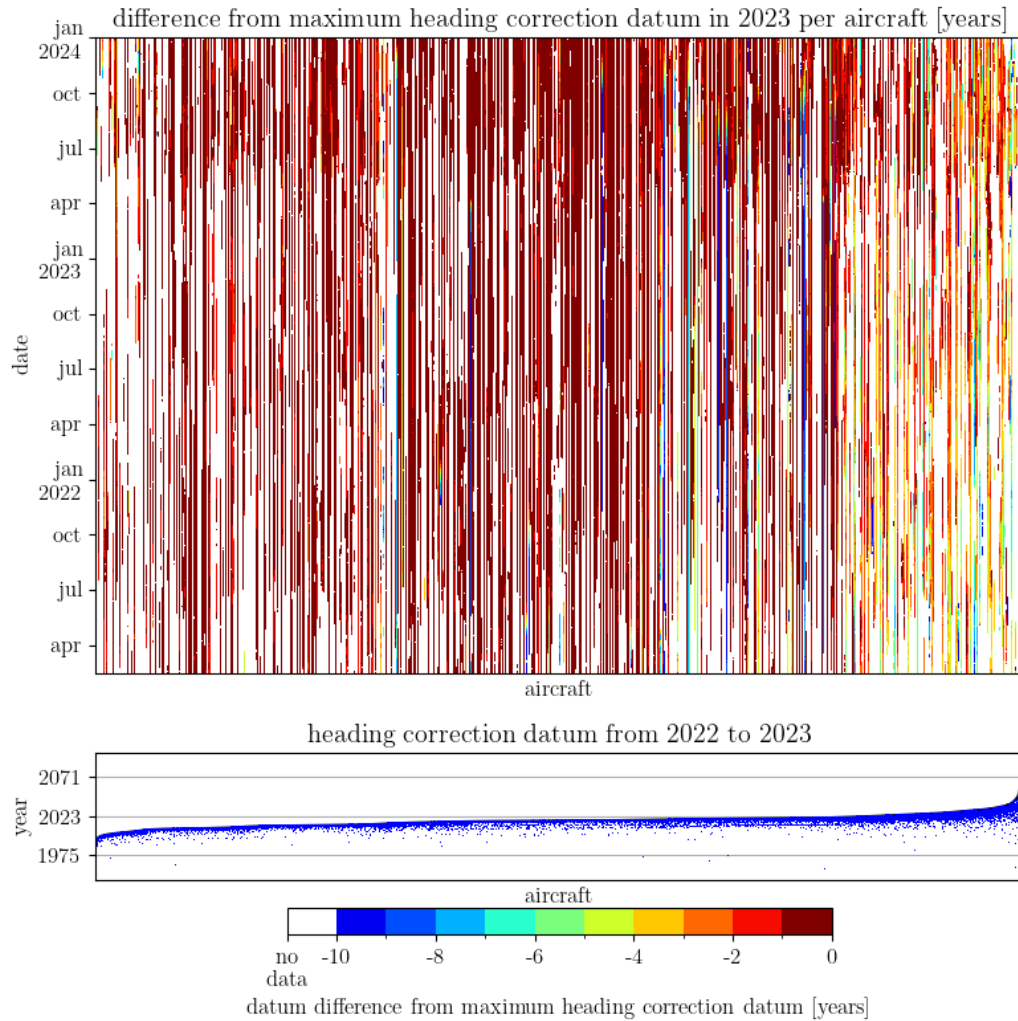 difference from maximum heading correction datum in 2023 per aircraft [years]
jan
2024
oct
jul
apr
jan
2023
oct
jul
apr
jan
2022
oct
jul
apr
date
aircraft
heading correction datum from 2022 to 2023
2071
2023
1975
year
aircraft
no
data
-10
-8
-6
-4
-2
0
datum difference from maximum heading correction datum [years]